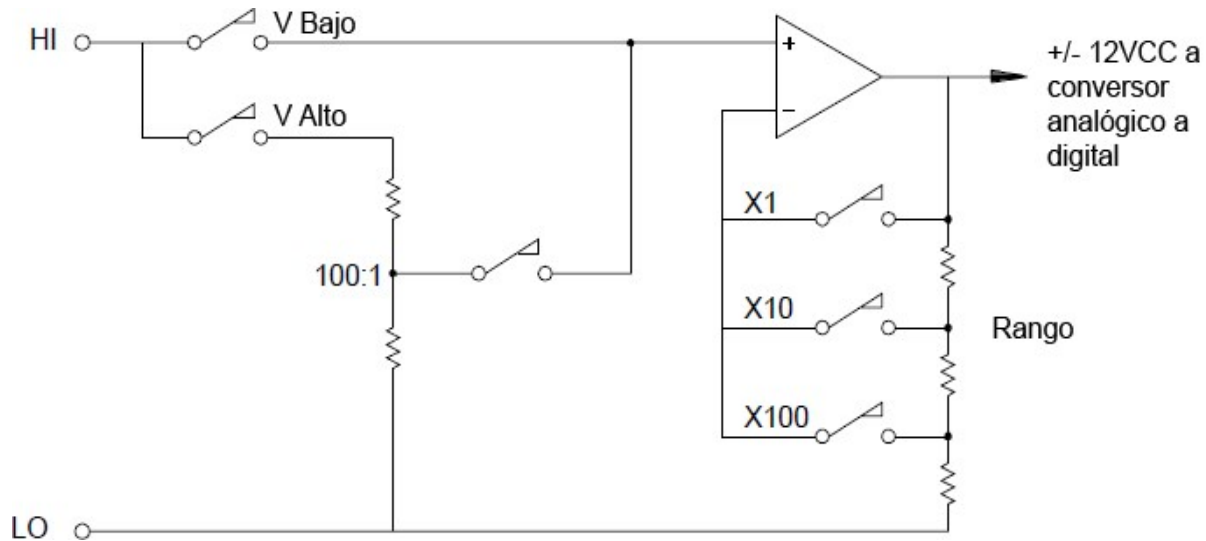 HI
V Bajo
V Alto
100:1
+
−
X1
X10
X100
Rango
+/- 12VCC a
conversor
analógico a
digital
LO